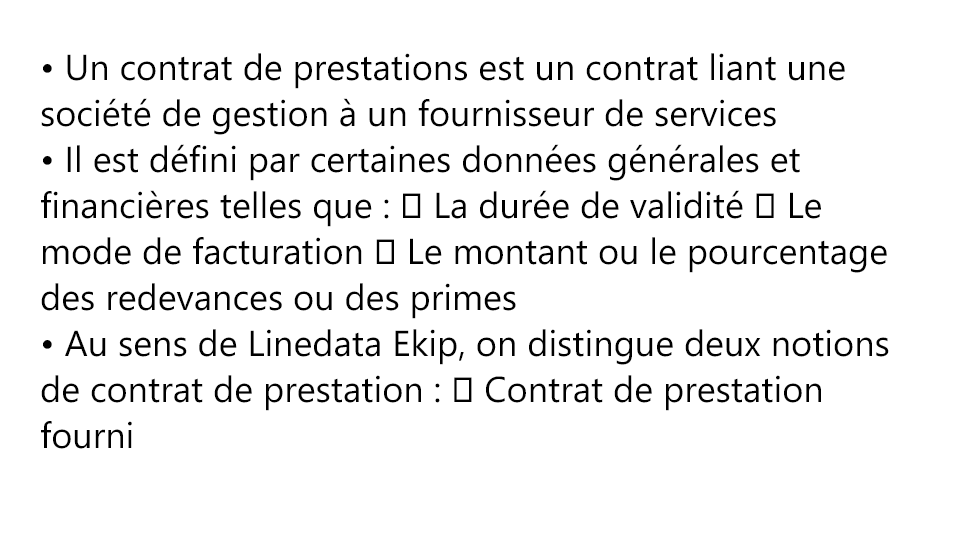 • Un contrat de prestations est un contrat liant une
société de gestion à un fournisseur de services
• Il est défini par certaines données générales et
financières telles que : 􀂃 La durée de validité 􀂃 Le
mode de facturation 􀂃 Le montant ou le pourcentage
des redevances ou des primes
• Au sens de Linedata Ekip, on distingue deux notions
de contrat de prestation : 􀂃 Contrat de prestation
fourni